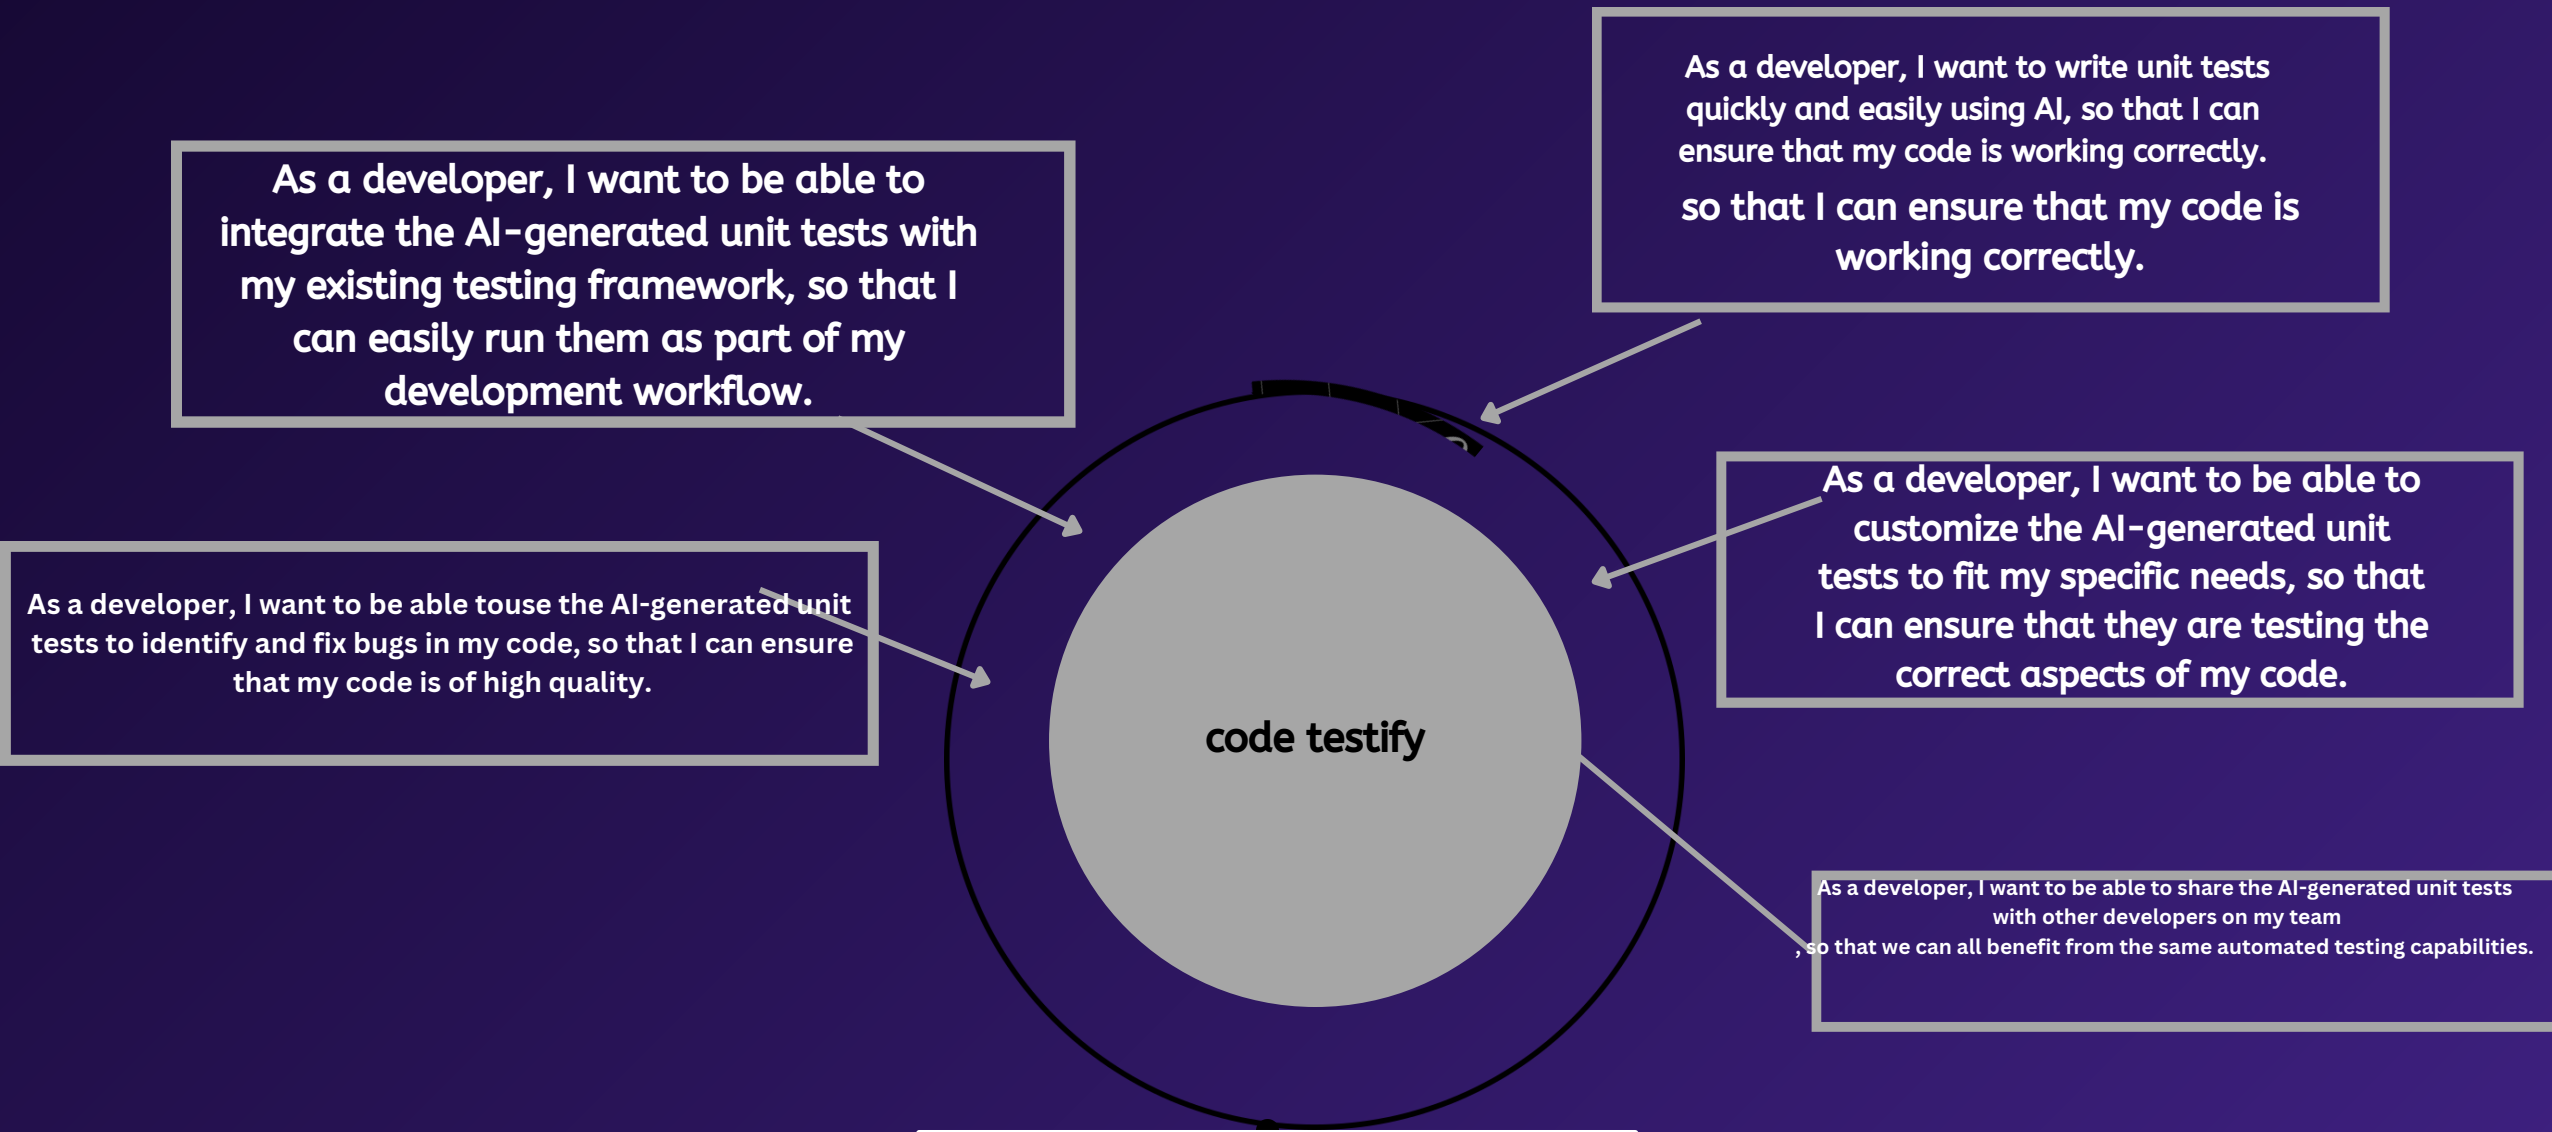 As a developer, I want to write unit tests
quickly and easily using AI, so that I can
ensure that my code is working correctly.
so that I can ensure that my code is
working correctly.
As a developer, I want to be able to
integrate the AI-generated unit tests with
my existing testing framework, so that I
can easily run them as part of my
development workflow.
As a developer, I want to be able to
customize the AI-generated unit
tests to fit my specific needs, so that
I can ensure that they are testing the
correct aspects of my code.
As a developer, I want to be able touse the AI-generated unit
tests to identify and fix bugs in my code, so that I can ensure
that my code is of high quality.
code testify
As a developer, I want to be able to share the AI-generated unit tests
with other developers on my team
, so that we can all benefit from the same automated testing capabilities.